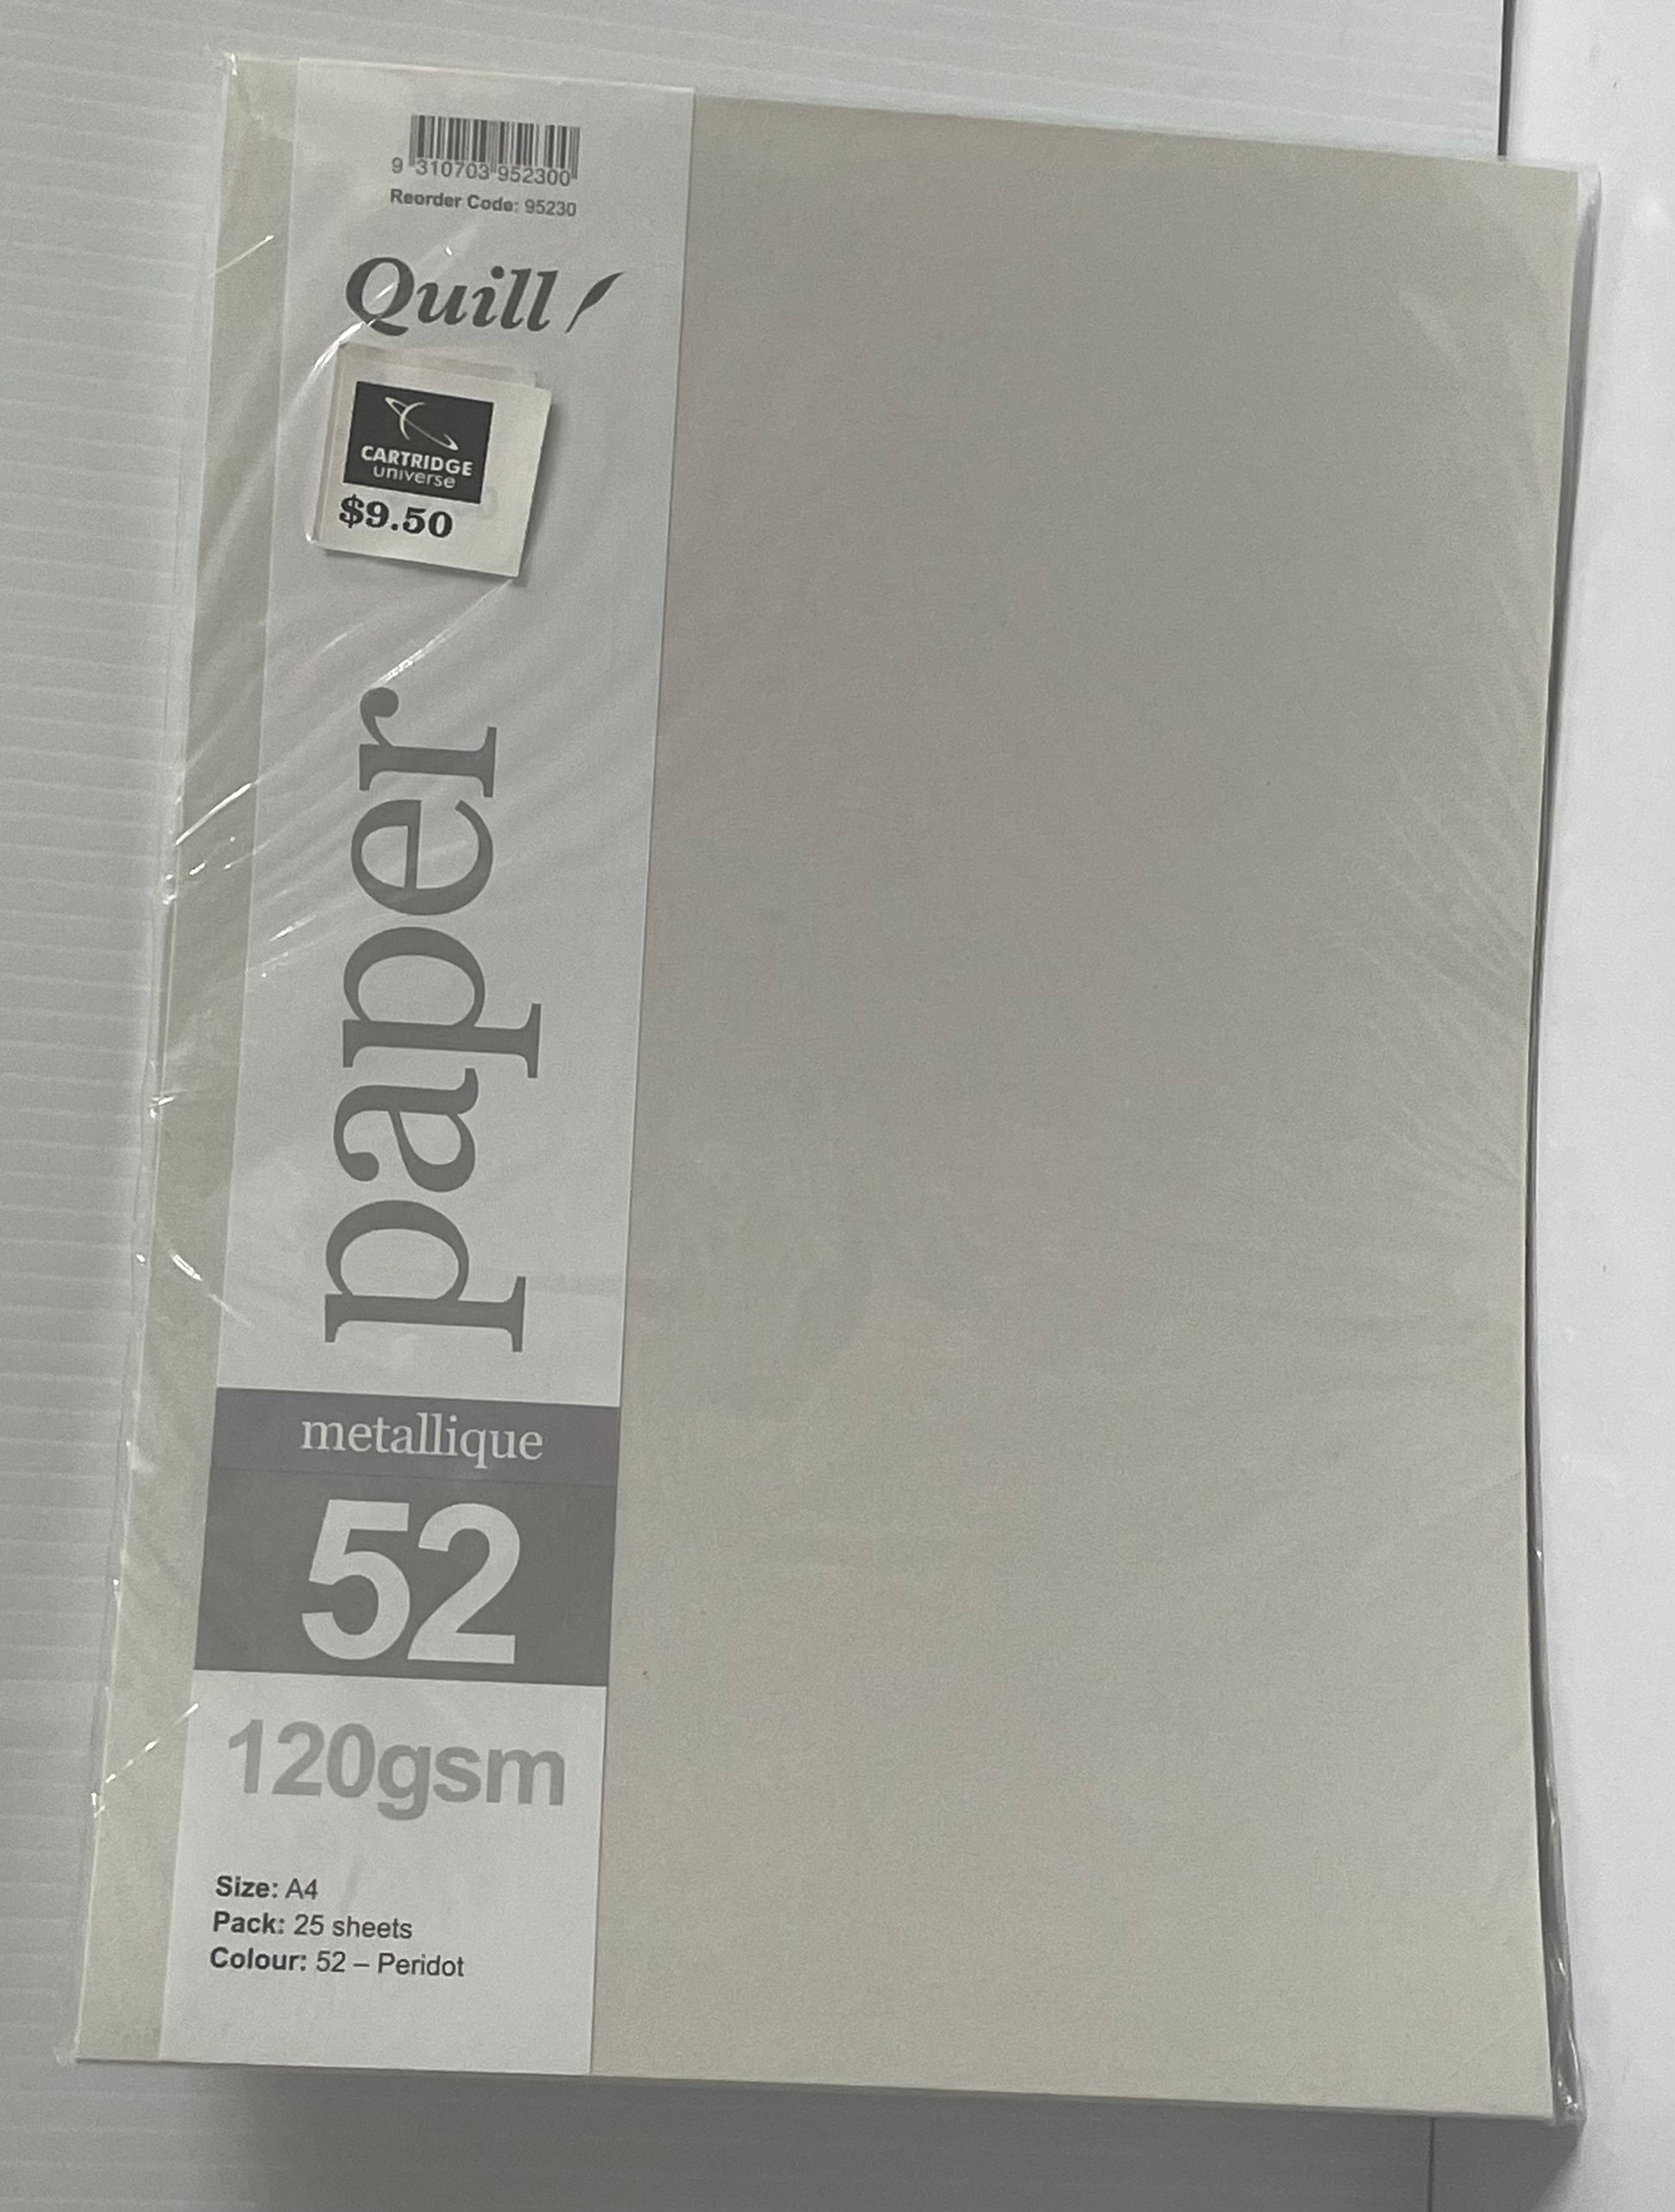 9 310703 952300
Reorder Code: 95230
Quill
CARTRIDGE
universe
$9.50
paper
metallique
52
120gsm
Size: A4
Pack: 25 sheets
Colour: 52 – Peridot